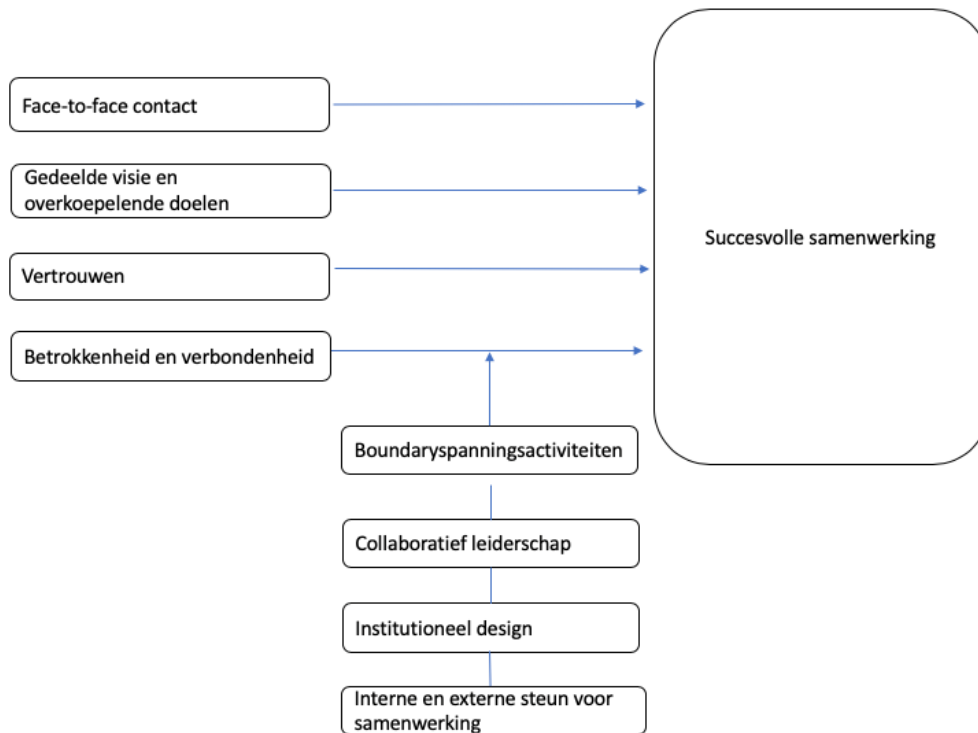 Face-to-face contact
Gedeelde visie en
overkoepelende doelen
Vertrouwen
Betrokkenheid en verbondenheid
Succesvolle samenwerking
Boundaryspanningsactiviteiten
Collaboratief leiderschap
Institutioneel design
Interne en externe steun voor
samenwerking